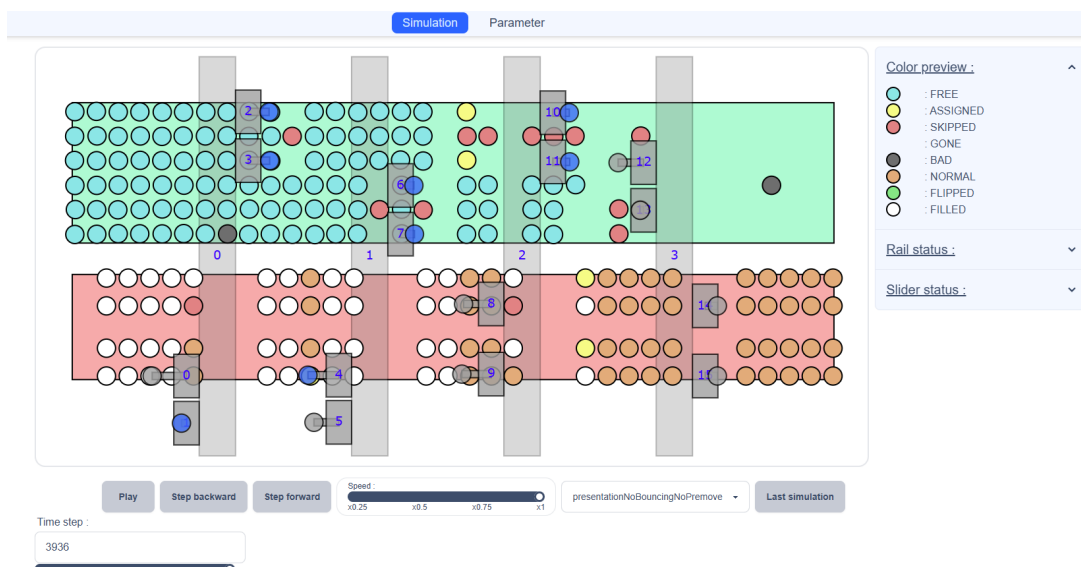 Simulation Parameter
Color preview :
: FREE
: ASSIGNED
: SKIPPED
: GONE
: BAD
: NORMAL
: FLIPPED
: FILLED
Rail status :
Slider status :
2
10
3
11
12
6
13
7
0 1 2 3
8
14
0
4
9
15
5
Play
Step backward
Step forward
Speed :
x0.25 x0.5 x0.75 x1
presentationNoBouncingNoPremove
Last simulation
Time step :
3936